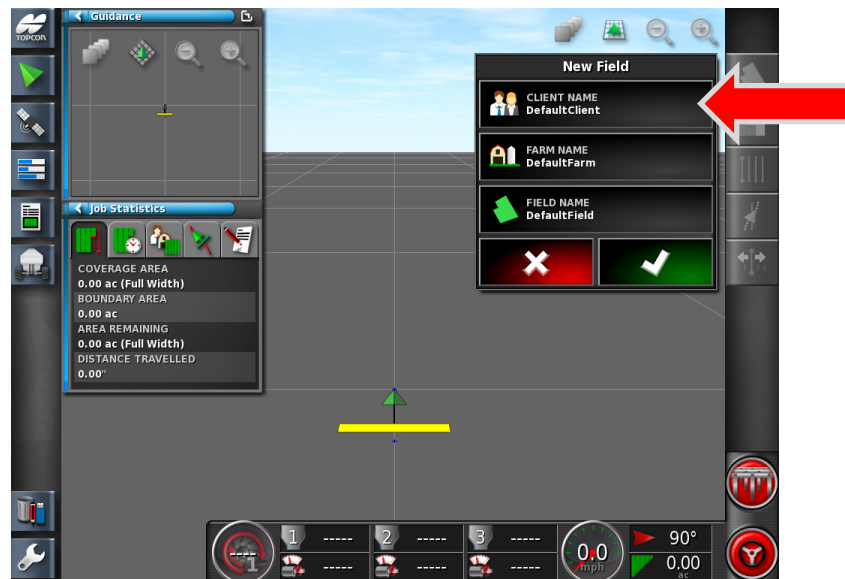 TOPCON
Guidance
New Field
CLIENT NAME
DefaultClient
FARM NAME
DefaultFarm
FIELD NAME
DefaultField
Job Statistics
COVERAGE AREA
0.00 ac (Full Width)
BOUNDARY AREA
0.00 ac
AREA REMAINING
0.00 ac (Full Width)
DISTANCE TRAVELLED
0.00"
---- 1
1 ----- -----
2 ----- -----
3 ----- -----
0.0
mph
90°
0.00
ac